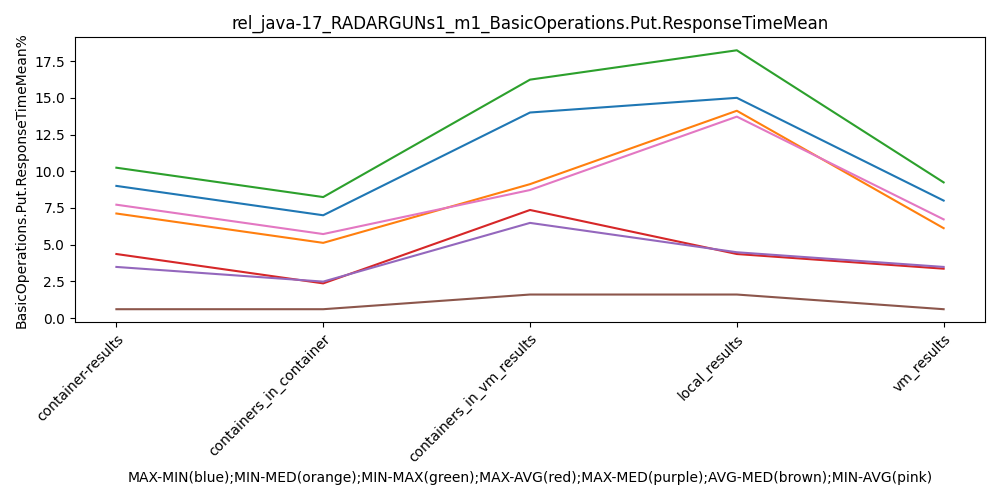 rel_java-17_RADARGUNs1_m1_BasicOperations.Put.ResponseTimeMean
BasicOperations.Put.ResponseTimeMean%
17.5
15.0
12.5
10.0
7.5
5.0
2.5
0.0
container-results
containers_in_container
containers_in_vm_results
local_results
vm_results
MAX-MIN(blue);MIN-MED(orange);MIN-MAX(green);MAX-AVG(red);MAX-MED(purple);AVG-MED(brown);MIN-AVG(pink)